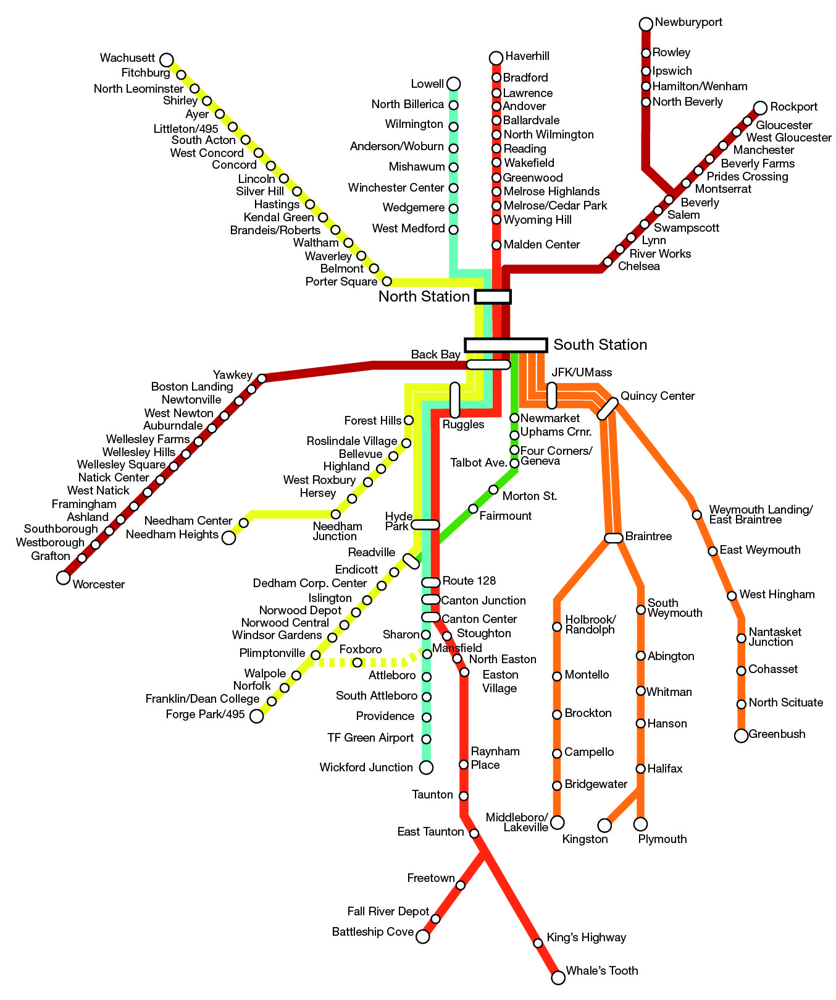 Newburyport
Rowley
Ipswich
Hamilton/Wenham
North Beverly
Rockport
Gloucester
West Gloucester
Manchester
Beverly Farms
Prides Crossing
Montserrat
Beverly
Salem
Swampscott
Lynn
River Works
Chelsea
Haverhill
Bradford
Lawrence
Andover
Ballardvale
North Wilmington
Reading
Wakefield
Greenwood
Melrose Highlands
Melrose/Cedar Park
Wyoming Hill
Malden Center
Lowell
North Billerica
Wilmington
Anderson/Woburn
Mishawum
Winchester Center
Wedgemere
West Medford
Wachusett
Fitchburg
North Leominster
Shirley
Ayer
Littleton/495
South Acton
West Concord
Concord
Lincoln
Silver Hill
Hastings
Kendal Green
Brandeis/Roberts
Waltham
Waverley
Belmont
Porter Square
North Station
South Station
Back Bay
Yawkey
Boston Landing
Newtonville
West Newton
Auburndale
Wellesley Farms
Wellesley Hills
Wellesley Square
Natick Center
West Natick
Framingham
Ashland
Southborough
Westborough
Grafton
Worcester
Ruggles
Forest Hills
Roslindale Village
Bellevue
Highland
West Roxbury
Hersey
Needham
Junction
Needham Center
Needham Heights
Newmarket
Uphams Crnr.
Four Corners/
Geneva
Talbot Ave.
Morton St.
Fairmount
Hyde
Park
Readville
Endicott
Dedham Corp. Center
Islington
Norwood Depot
Norwood Central
Windsor Gardens
Plimptonville
Foxboro
Walpole
Norfolk
Franklin/Dean College
Forge Park/495
Route 128
Canton Junction
Canton Center
Sharon
Mansfield
Attleboro
South Attleboro
Providence
TF Green Airport
Wickford Junction
Stoughton
North Easton
Easton
Village
Raynham
Place
Taunton
East Taunton
Freetown
Fall River Depot
Battleship Cove
King's Highway
Whale's Tooth
JFK/UMass
Quincy Center
Braintree
Holbrook/
Randolph
Montello
Brockton
Campello
Bridgewater
Middleboro/
Lakeville
South
Weymouth
Abington
Whitman
Hanson
Halifax
Kingston
Plymouth
Weymouth Landing/
East Braintree
East Weymouth
West Hingham
Nantasket
Junction
Cohasset
North Scituate
Greenbush